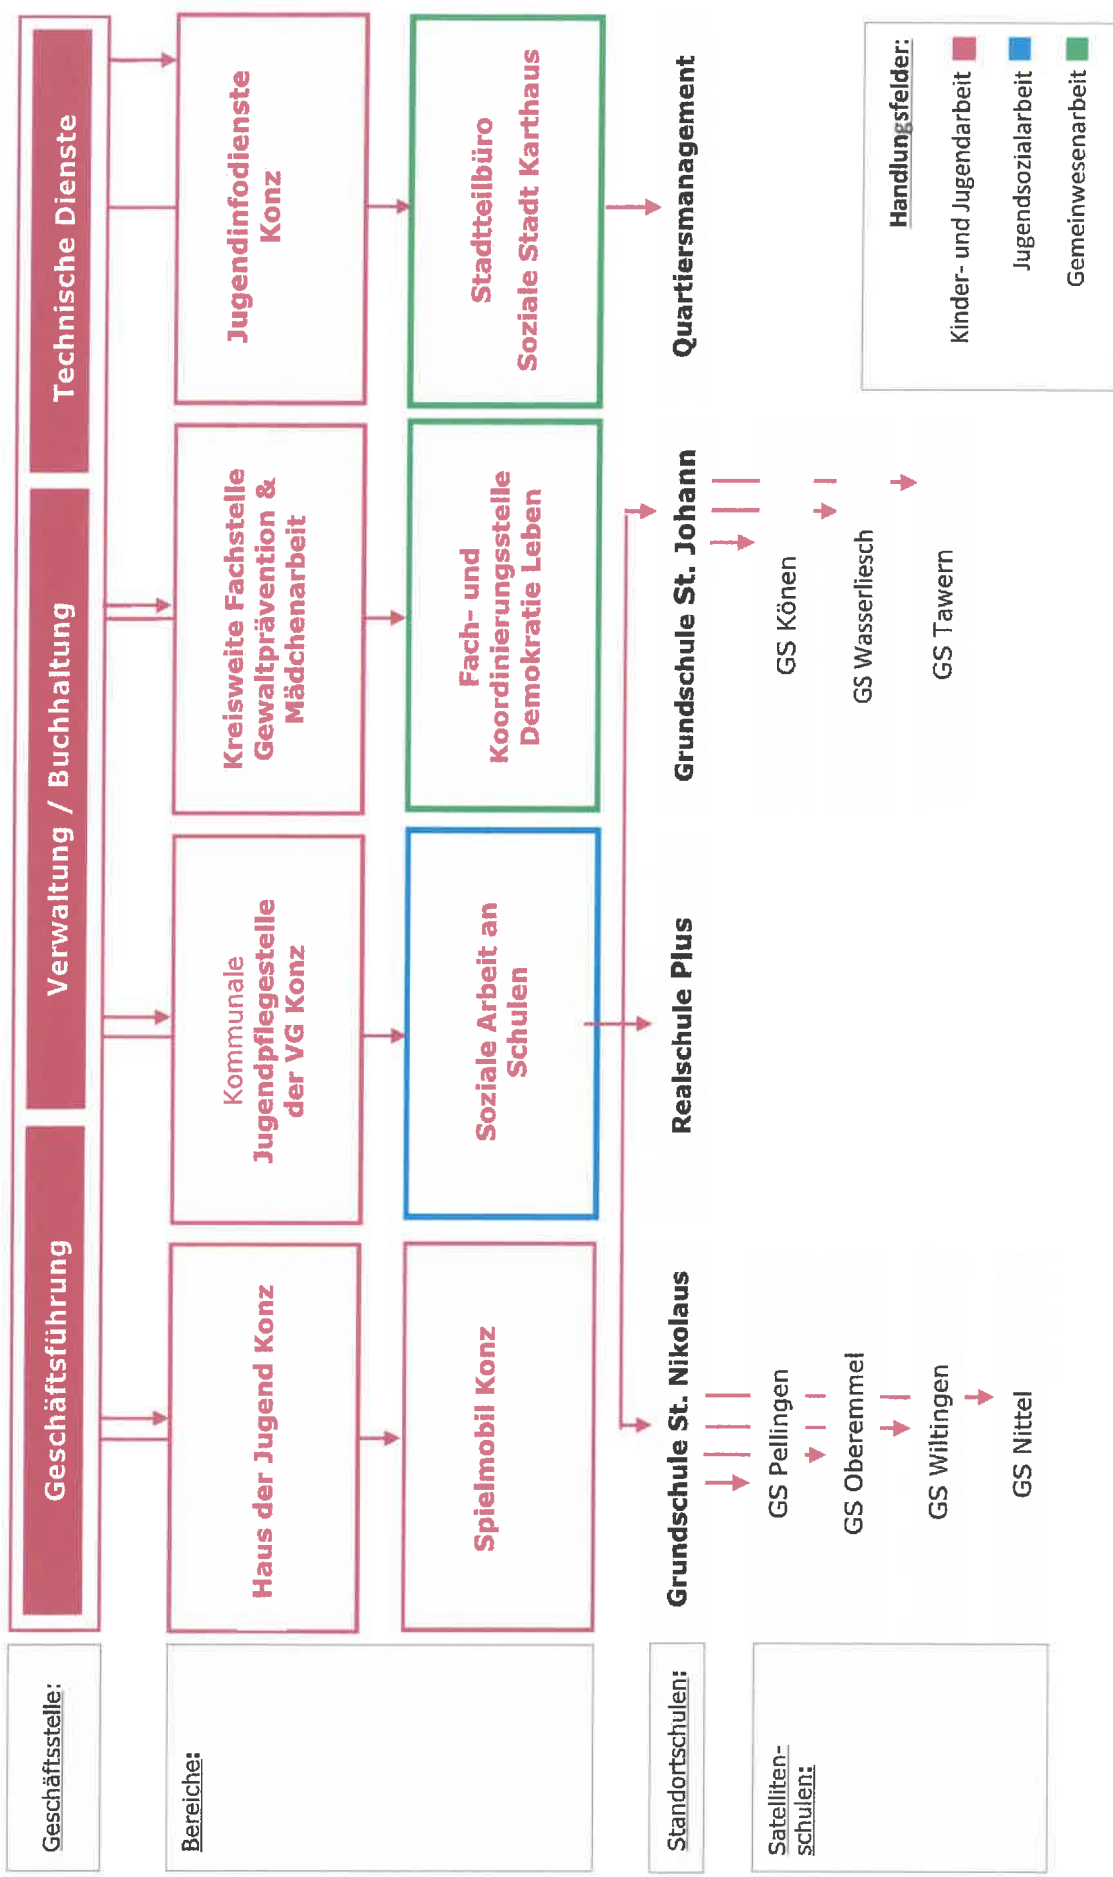 Geschäftsstelle:
Geschäftsführung
Verwaltung / Buchhaltung
Technische Dienste
Bereiche:
Haus der Jugend Konz
Kommunale
Jugendpflegestelle
der VG Konz
Kreisweite Fachstelle
Gewaltprävention &
Mädchenarbeit
Jugendinfodienste
Konz
Spielmobil Konz
Soziale Arbeit an
Schulen
Fach- und
Koordinierungsstelle
Demokratie Leben
Stadtteilbüro
Soziale Stadt Karthaus
Standortschulen:
Grundschule St. Nikolaus
Realschule Plus
Grundschule St. Johann
Quartiersmanagement
Satelliten-
schulen:
GS Pellingen
GS Oberemmel
GS Wiltingen
GS Nittel
GS Könen
GS Wasserliesch
GS Tawern
Handlungsfelder:
Kinder- und Jugendarbeit
Jugendsozialarbeit
Gemeinwesenarbeit